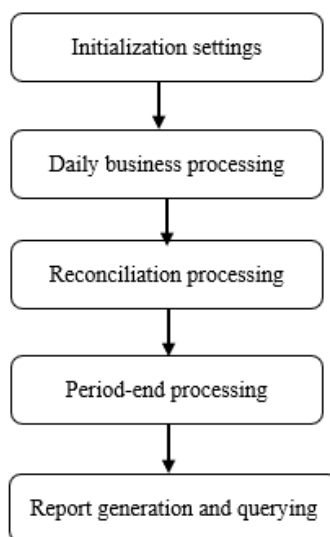 Initialization settings
Daily business processing
Reconciliation processing
Period-end processing
Report generation and querying